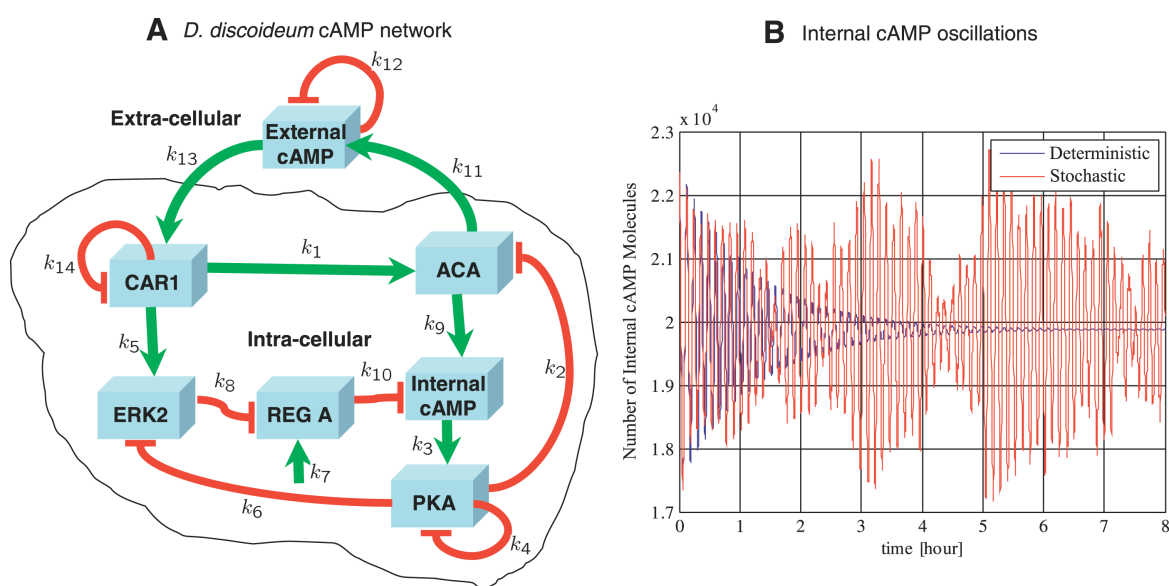 A D. discoideum cAMP network
k12
Extra-cellular
External
cAMP
k13
k11
k14
CAR1
k1
ACA
k5
k9
Intra-cellular
k8
k10
k2
ERK2
REG A
Internal
cAMP
k3
k7
k6
PKA
k4
B Internal cAMP oscillations
x 10^4
2.3
2.2
2.1
2
1.9
1.8
1.7
Number of Internal cAMP Molecules
Deterministic
Stochastic
0 1 2 3 4 5 6 7 8
time [hour]